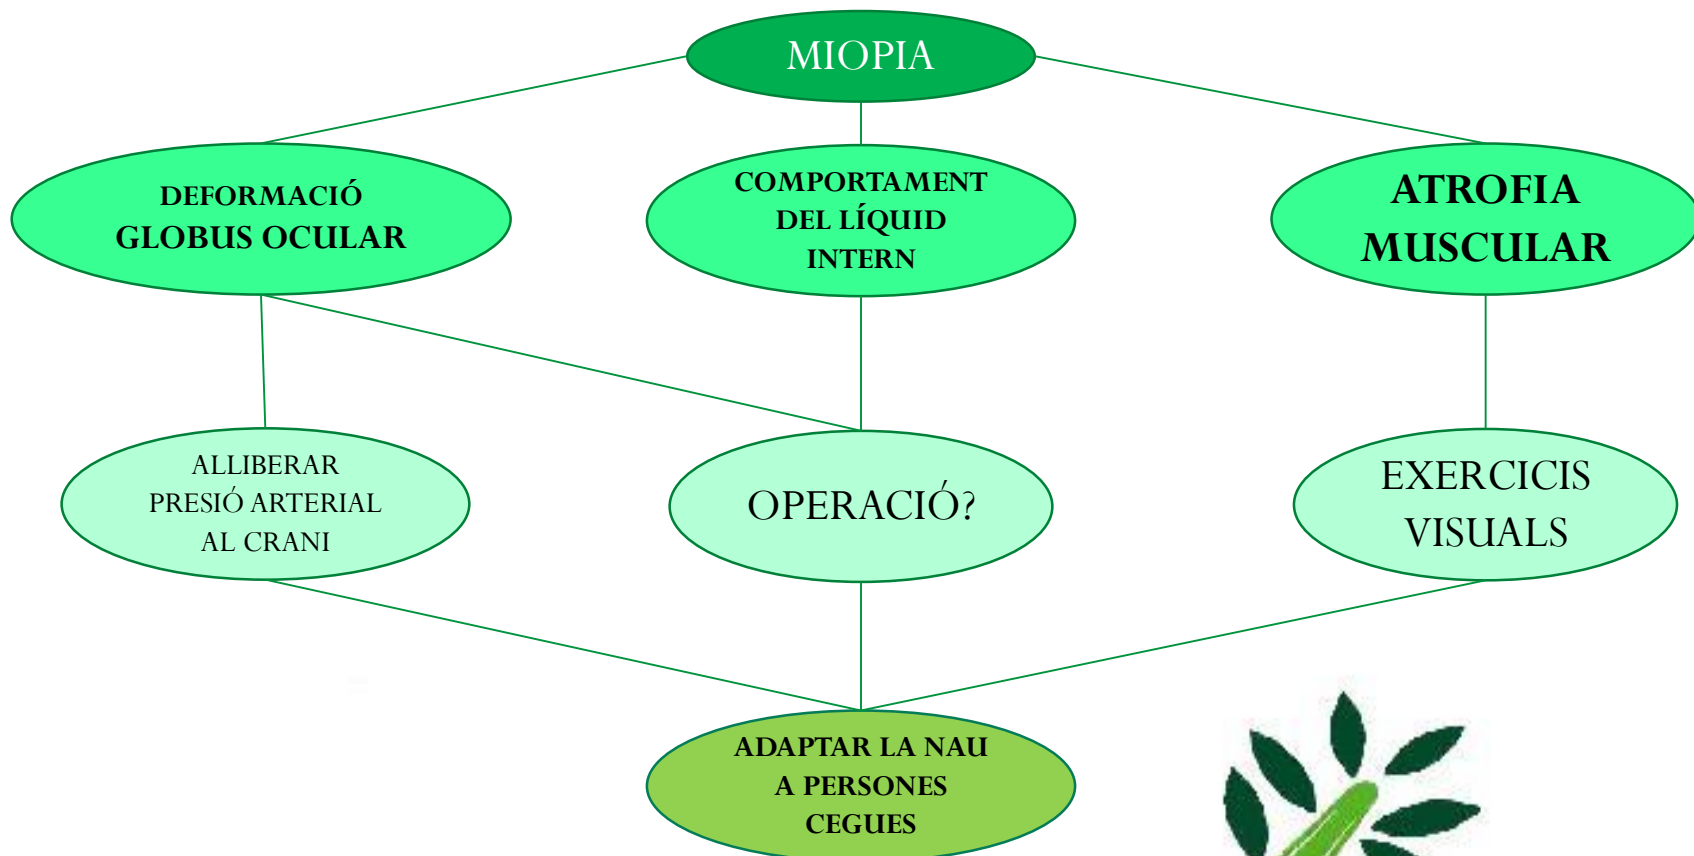 MIOPIA
DEFORMACIÓ
GLOBUS OCULAR
COMPORTAMENT
DEL LÍQUID
INTERN
ATROFIA
MUSCULAR
ALLIBERAR
PRESIÓ ARTERIAL
AL CRANI
OPERACIÓ?
EXERCICIS
VISUALS
ADAPTAR LA NAU
A PERSONES
CEGUES